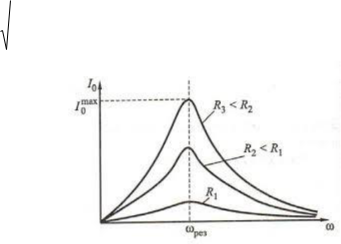 √
I₀
I₀ᵐᵃˣ
R₃ < R₂
R₂ < R₁
R₁
ω
ωрез